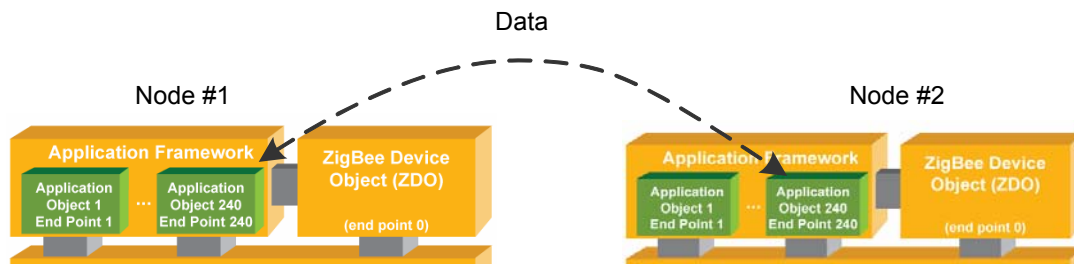 Data
Node #1
Node #2
Application Framework
Application
Object 1
End Point 1
...
Application
Object 240
End Point 240
ZigBee Device
Object (ZDO)
(end point 0)
Application Framework
Application
Object 1
End Point 1
...
Application
Object 240
End Point 240
ZigBee Device
Object (ZDO)
(end point 0)